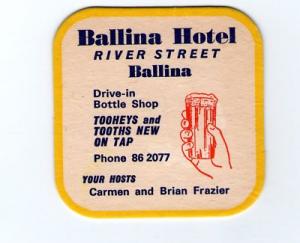 Ballina Hotel
RIVER STREET
Ballina
Drive-in
Bottle Shop
TOOHEYS and
TOOTHS NEW
ON TAP
Phone 86 2077
YOUR HOSTS
Carmen and Brian Frazier